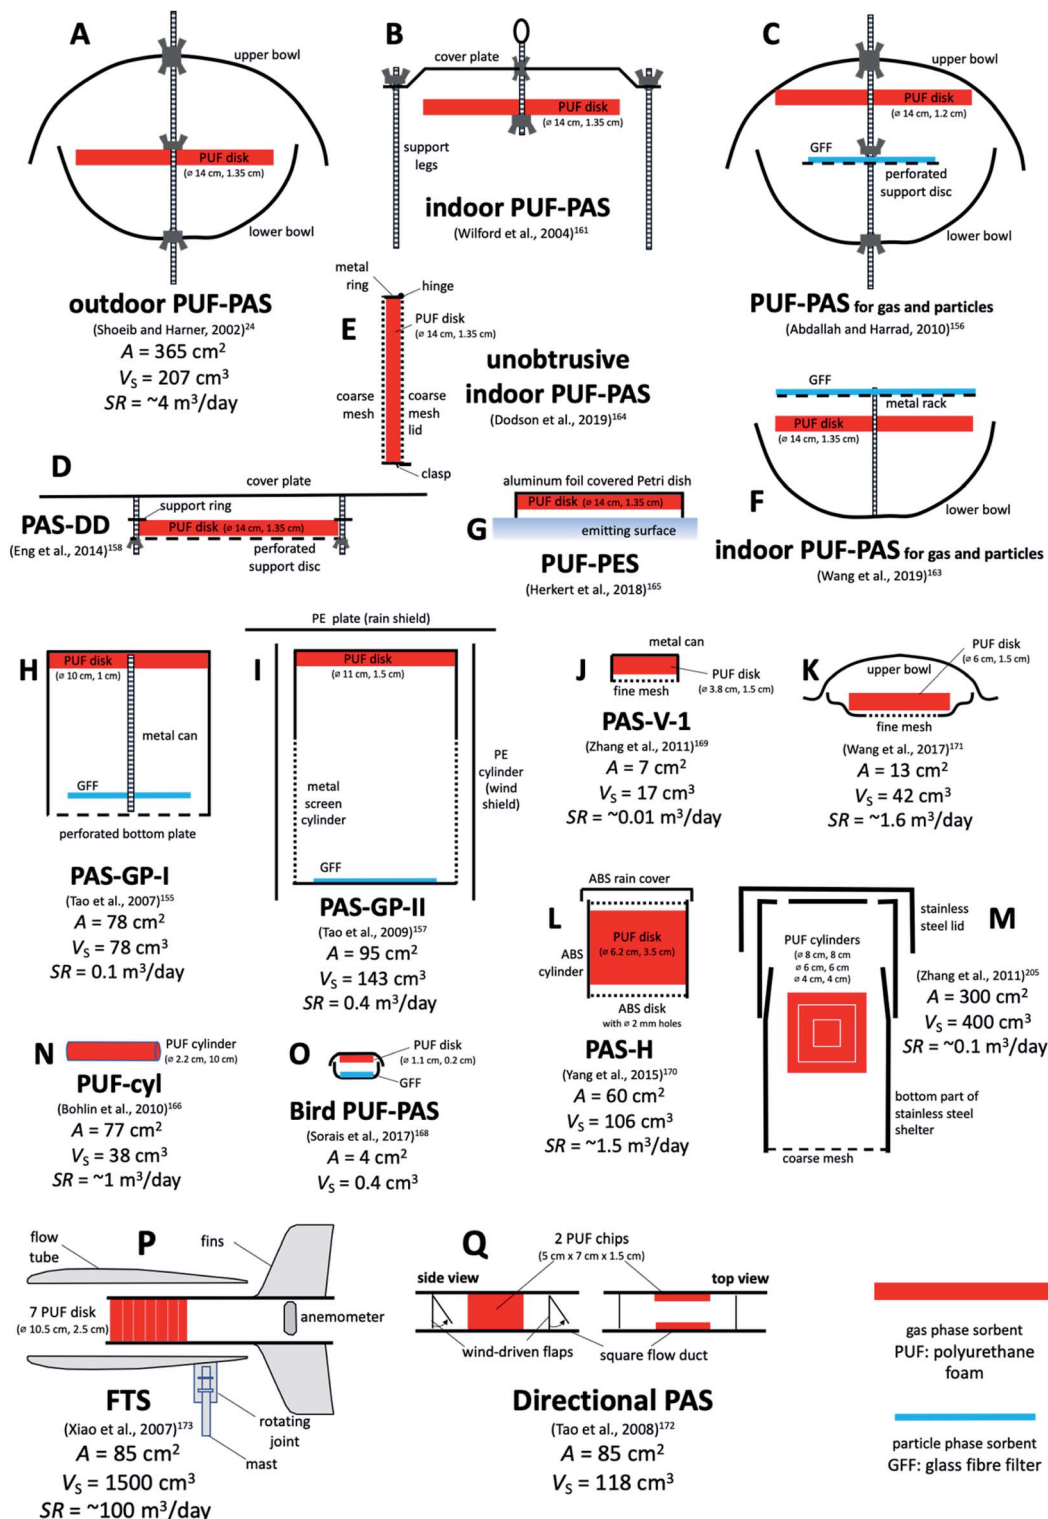 A
upper bowl
PUF disk
(ø 14 cm, 1.35 cm)
lower bowl
outdoor PUF-PAS
(Shoeib and Harner, 2002)24
A = 365 cm²
VS = 207 cm³
SR = ~4 m³/day
B
cover plate
PUF disk
(ø 14 cm, 1.35 cm)
support
legs
indoor PUF-PAS
(Wilford et al., 2004)161
C
upper bowl
PUF disk
(ø 14 cm, 1.2 cm)
GFF
perforated
support disc
lower bowl
PUF-PAS for gas and particles
(Abdallah and Harrad, 2010)156
metal
ring
hinge
E
PUF disk
(ø 14 cm, 1.35 cm)
coarse
mesh
coarse
mesh
lid
clasp
unobtrusive
indoor PUF-PAS
(Dodson et al., 2019)164
D
cover plate
support ring
PAS-DD
(Eng et al., 2014)158
PUF disk (ø 14 cm, 1.35 cm)
perforated
support disc
aluminum foil covered Petri dish
PUF disk (ø 14 cm, 1.35 cm)
G
emitting surface
PUF-PES
(Herkert et al., 2018)165
GFF
metal rack
PUF disk
(ø 14 cm, 1.35 cm)
F
lower bowl
indoor PUF-PAS for gas and particles
(Wang et al., 2019)163
H
PUF disk
(ø 10 cm, 1 cm)
metal can
GFF
perforated bottom plate
PAS-GP-I
(Tao et al., 2007)155
A = 78 cm²
VS = 78 cm³
SR = 0.1 m³/day
PE plate (rain shield)
I
PUF disk
(ø 11 cm, 1.5 cm)
metal
screen
cylinder
PE
cylinder
(wind
shield)
GFF
PAS-GP-II
(Tao et al., 2009)157
A = 95 cm²
VS = 143 cm³
SR = 0.4 m³/day
metal can
J
PUF disk
(ø 3.8 cm, 1.5 cm)
fine mesh
PAS-V-1
(Zhang et al., 2011)169
A = 7 cm²
VS = 17 cm³
SR = ~0.01 m³/day
K
PUF disk
(ø 6 cm, 1.5 cm)
upper bowl
fine mesh
(Wang et al., 2017)171
A = 13 cm²
VS = 42 cm³
SR = ~1.6 m³/day
ABS rain cover
L
PUF disk
(ø 6.2 cm, 3.5 cm)
ABS
cylinder
ABS disk
with ø 2 mm holes
PAS-H
(Yang et al., 2015)170
A = 60 cm²
VS = 106 cm³
SR = ~1.5 m³/day
stainless
steel lid
M
PUF cylinders
(ø 8 cm, 8 cm
ø 6 cm, 6 cm
ø 4 cm, 4 cm)
(Zhang et al., 2011)205
A = 300 cm²
VS = 400 cm³
SR = ~0.1 m³/day
bottom part of
stainless steel
shelter
coarse mesh
N
PUF cylinder
(ø 2.2 cm, 10 cm)
PUF-cyl
(Bohlin et al., 2010)166
A = 77 cm²
VS = 38 cm³
SR = ~1 m³/day
O
PUF disk
(ø 1.1 cm, 0.2 cm)
GFF
Bird PUF-PAS
(Sorais et al., 2017)168
A = 4 cm²
VS = 0.4 cm³
P
flow
tube
fins
7 PUF disk
(ø 10.5 cm, 2.5 cm)
anemometer
rotating
joint
mast
FTS
(Xiao et al., 2007)173
A = 85 cm²
VS = 1500 cm³
SR = ~100 m³/day
Q
2 PUF chips
(5 cm x 7 cm x 1.5 cm)
side view
top view
wind-driven flaps
square flow duct
Directional PAS
(Tao et al., 2008)172
A = 85 cm²
VS = 118 cm³
gas phase sorbent
PUF: polyurethane
foam
particle phase sorbent
GFF: glass fibre filter